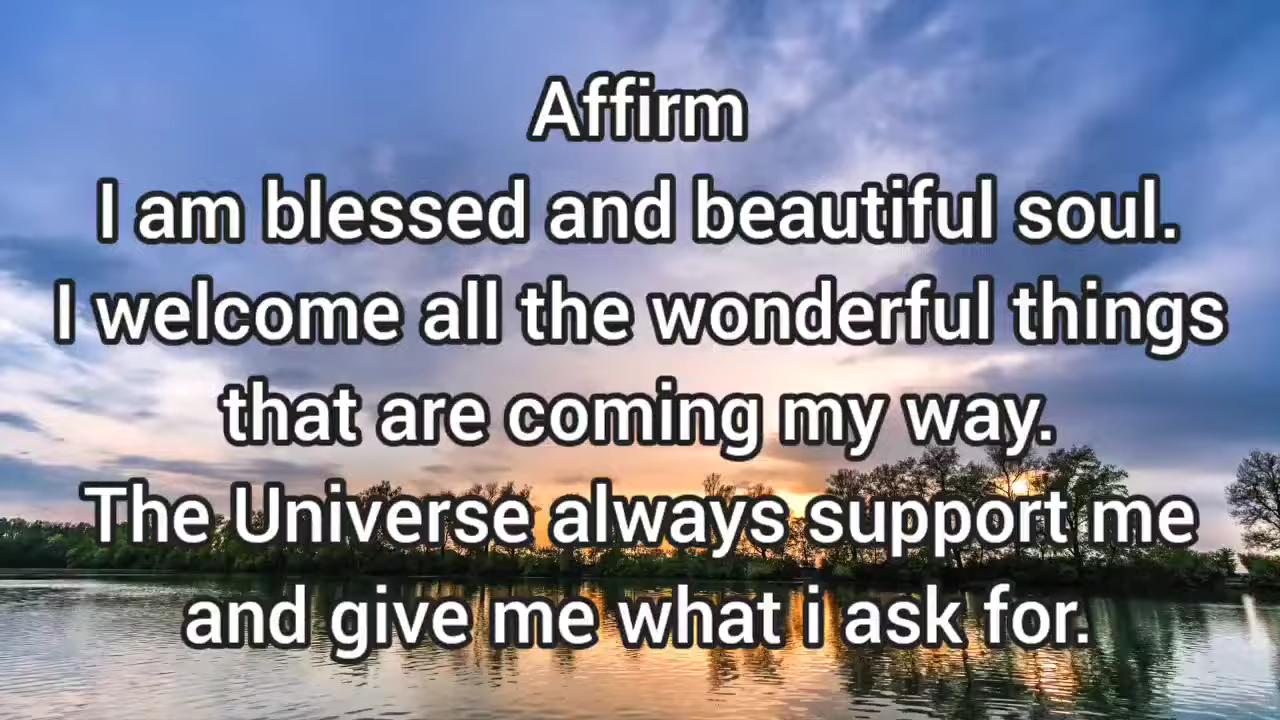 Affirm
I am blessed and beautiful soul.
I welcome all the wonderful things
that are coming my way.
The Universe always support me
and give me what i ask for.